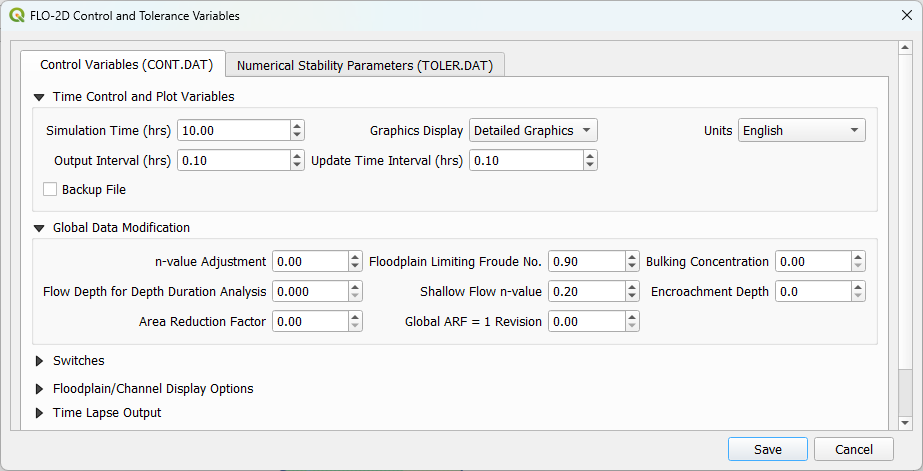 FLO-2D Control and Tolerance Variables
Control Variables (CONT.DAT) Numerical Stability Parameters (TOLER.DAT)
Time Control and Plot Variables
Simulation Time (hrs) 10.00 Graphics Display Detailed Graphics Units English
Output Interval (hrs) 0.10 Update Time Interval (hrs) 0.10
Backup File
Global Data Modification
n-value Adjustment 0.00 Floodplain Limiting Froude No. 0.90 Bulking Concentration 0.00
Flow Depth for Depth Duration Analysis 0.000 Shallow Flow n-value 0.20 Encroachment Depth 0.0
Area Reduction Factor 0.00 Global ARF = 1 Revision 0.00
Switches
Floodplain/Channel Display Options
Time Lapse Output
Save Cancel